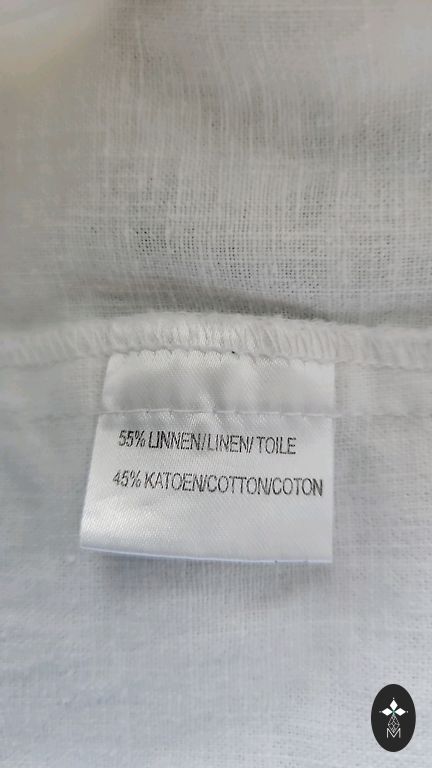 55% LINNEN/LINEN/TOILE
45% KATOEN/COTTON/COTON
M